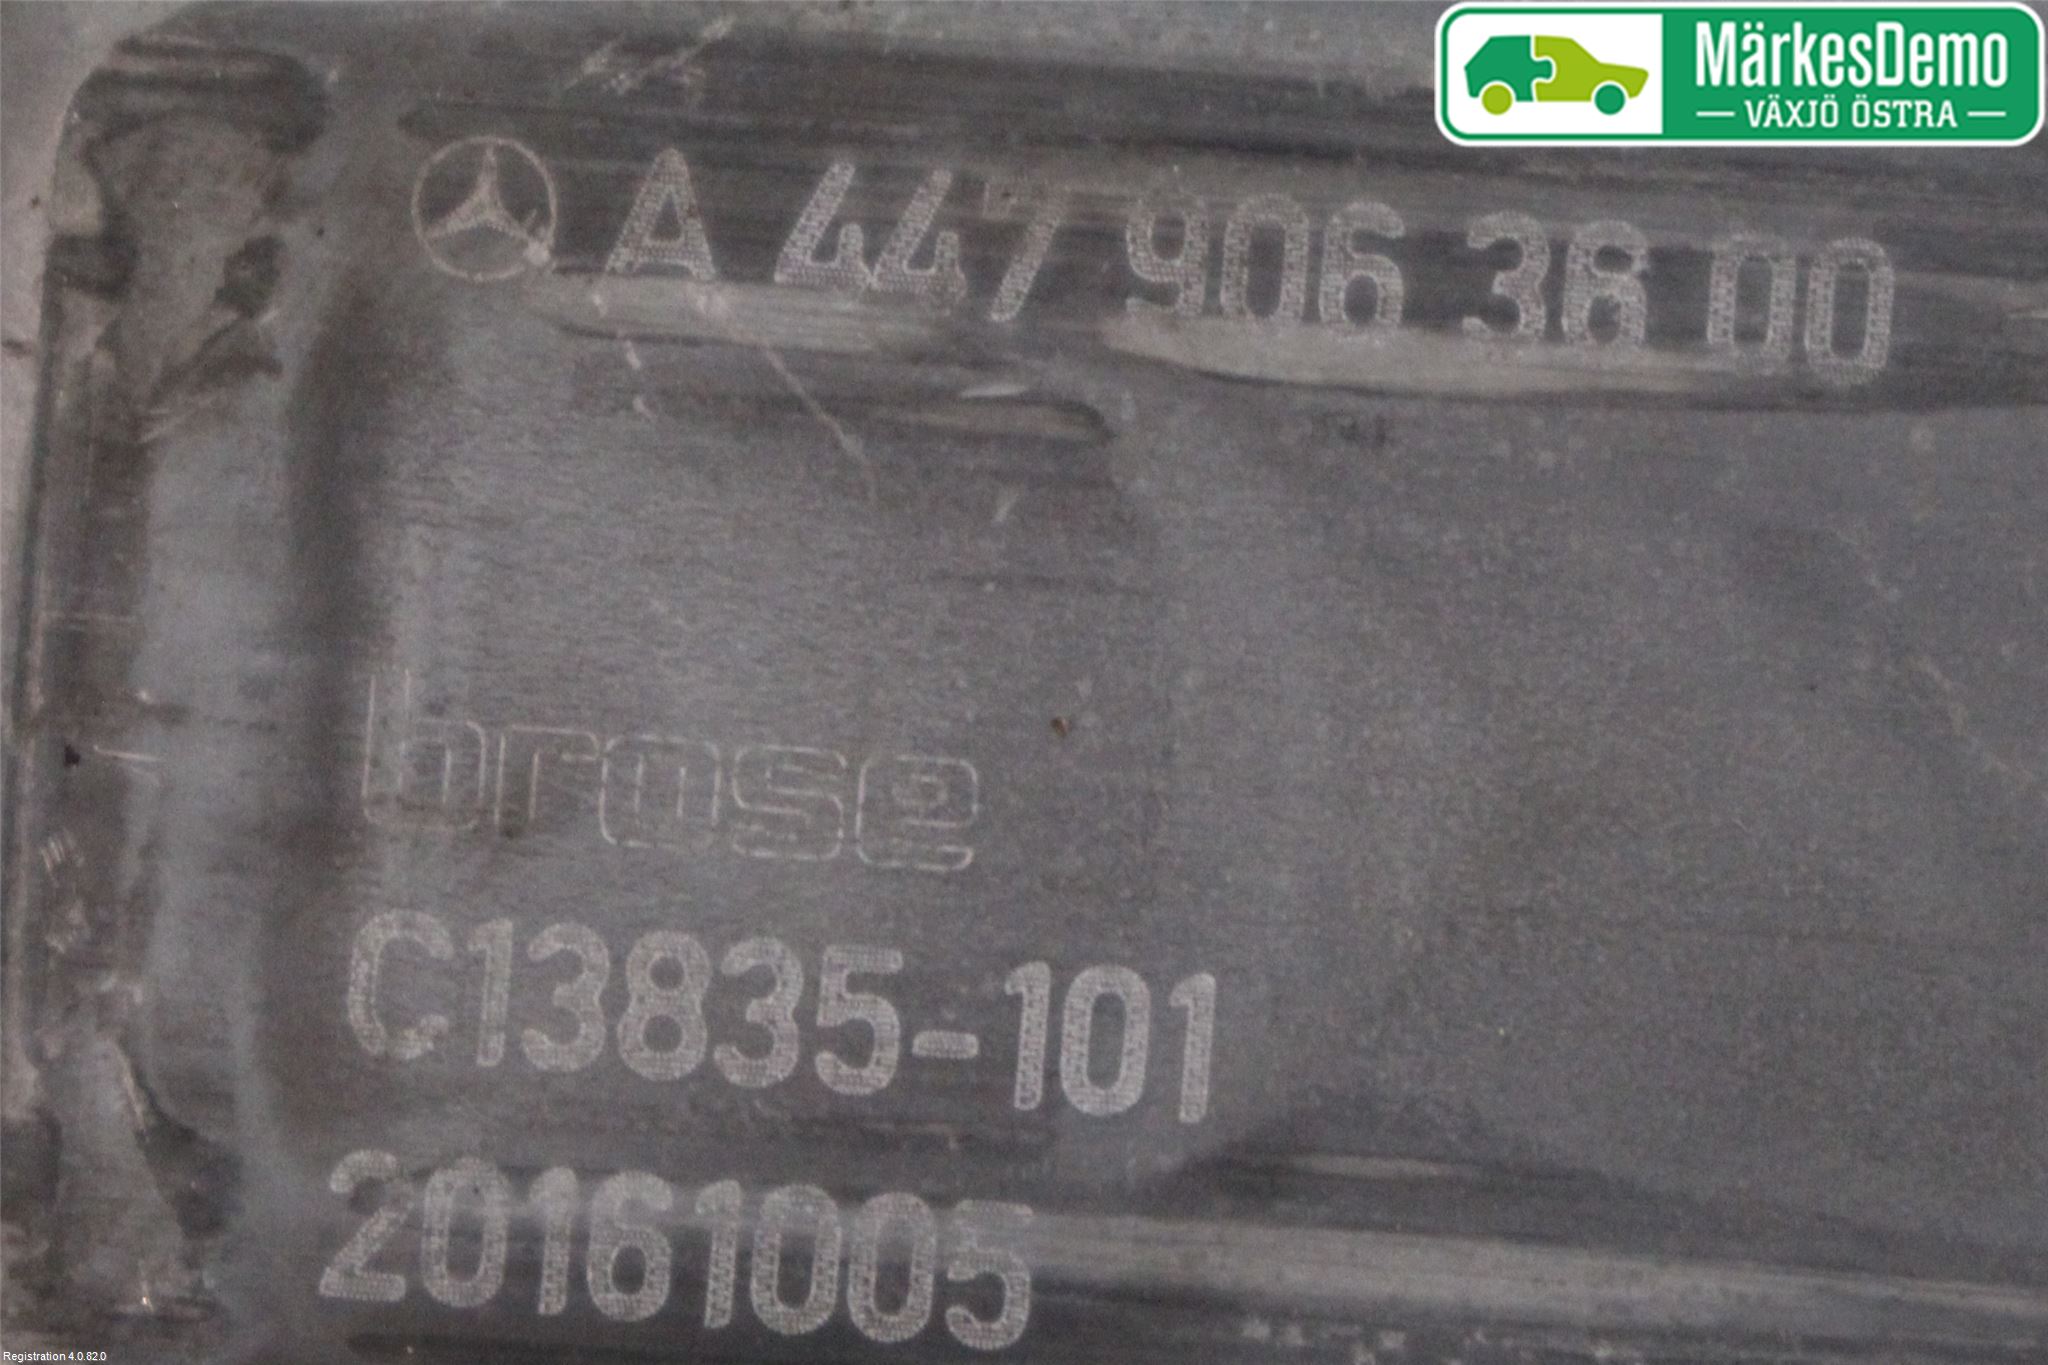 MärkesDemo
VÄXJÖ ÖSTRA
A 447 906 38 00
brose
C13835-101
20161005
Registration 4.0.82.0